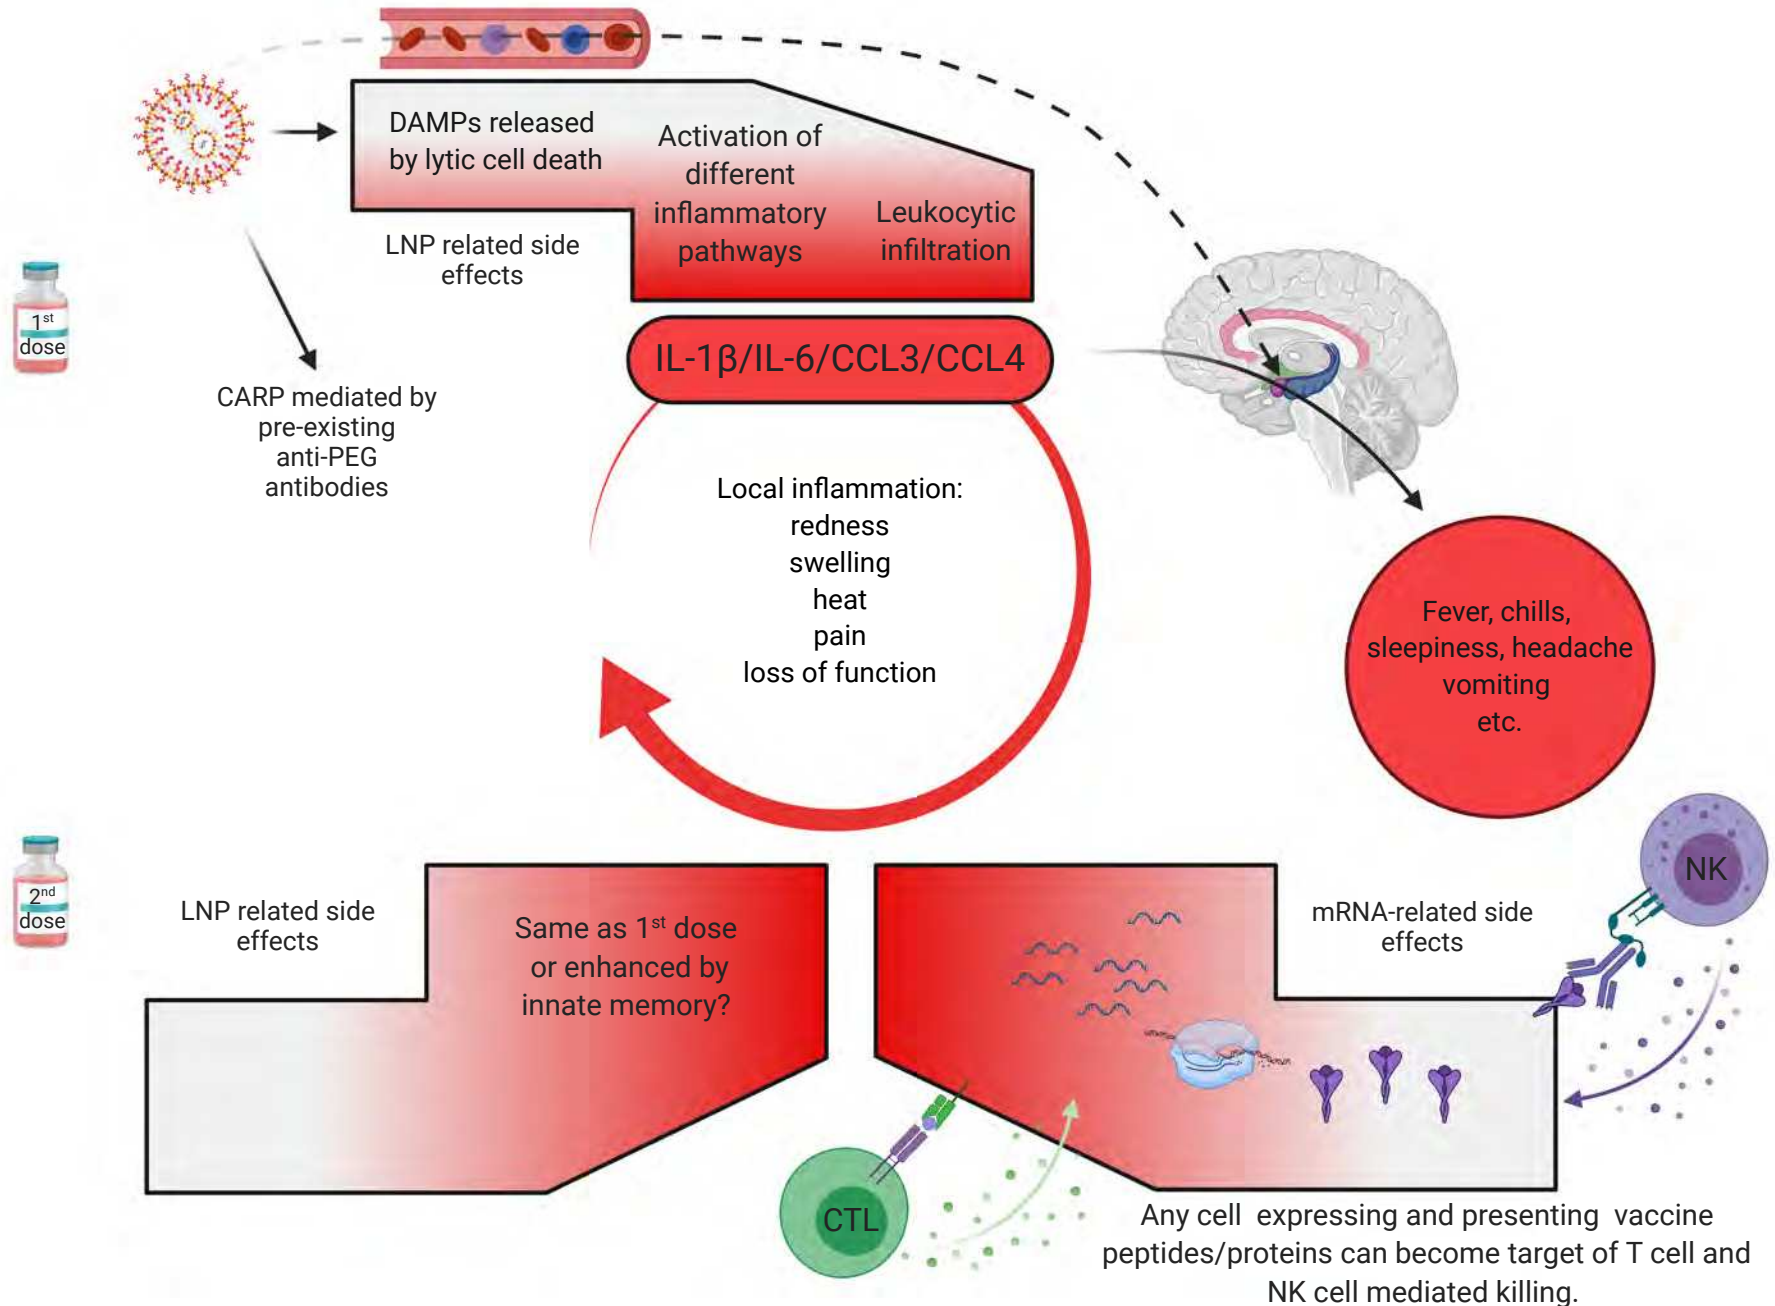 DAMPs released
by lytic cell death
Activation of
different
inflammatory
pathways
Leukocytic
infiltration
LNP related side
effects
1st
dose
IL-1β/IL-6/CCL3/CCL4
CARP mediated by
pre-existing
anti-PEG
antibodies
Local inflammation:
redness
swelling
heat
pain
loss of function
Fever, chills,
sleepiness, headache
vomiting
etc.
2nd
dose
LNP related side
effects
Same as 1st dose
or enhanced by
innate memory?
mRNA-related side
effects
NK
CTL
Any cell expressing and presenting vaccine
peptides/proteins can become target of T cell and
NK cell mediated killing.